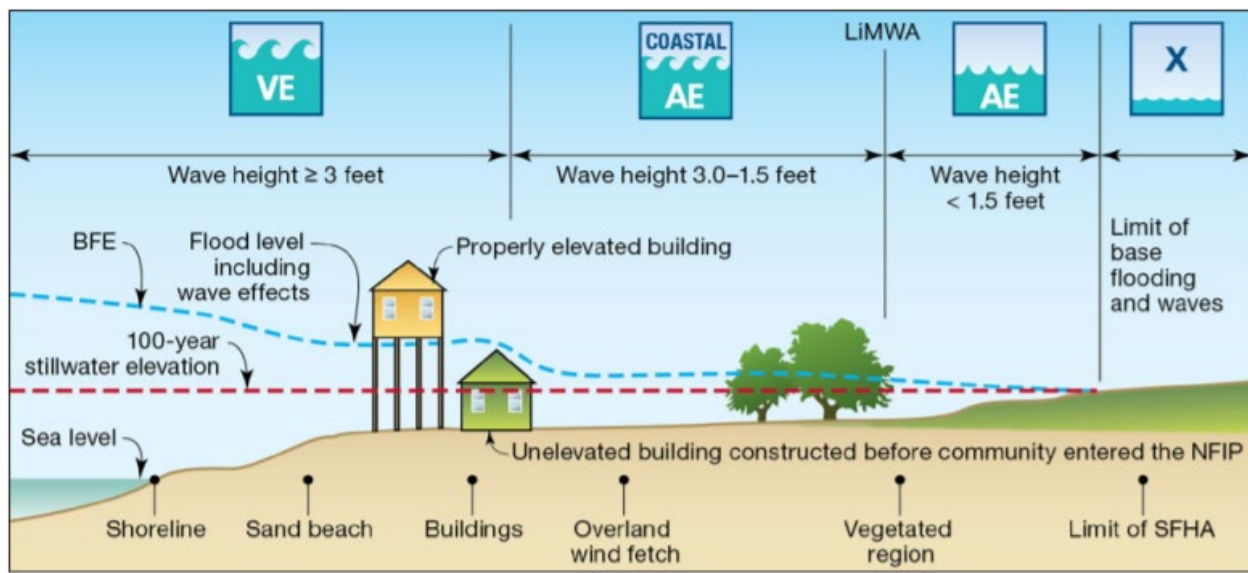 VE
COASTAL
AE
LiMWA
AE
X
Wave height ≥ 3 feet
Wave height 3.0–1.5 feet
Wave height
< 1.5 feet
BFE
Flood level
including
wave effects
Properly elevated building
Limit of
base
flooding
and waves
100-year
stillwater elevation
Sea level
Unelevated building constructed before community entered the NFIP
Shoreline
Sand beach
Buildings
Overland
wind fetch
Vegetated
region
Limit of SFHA